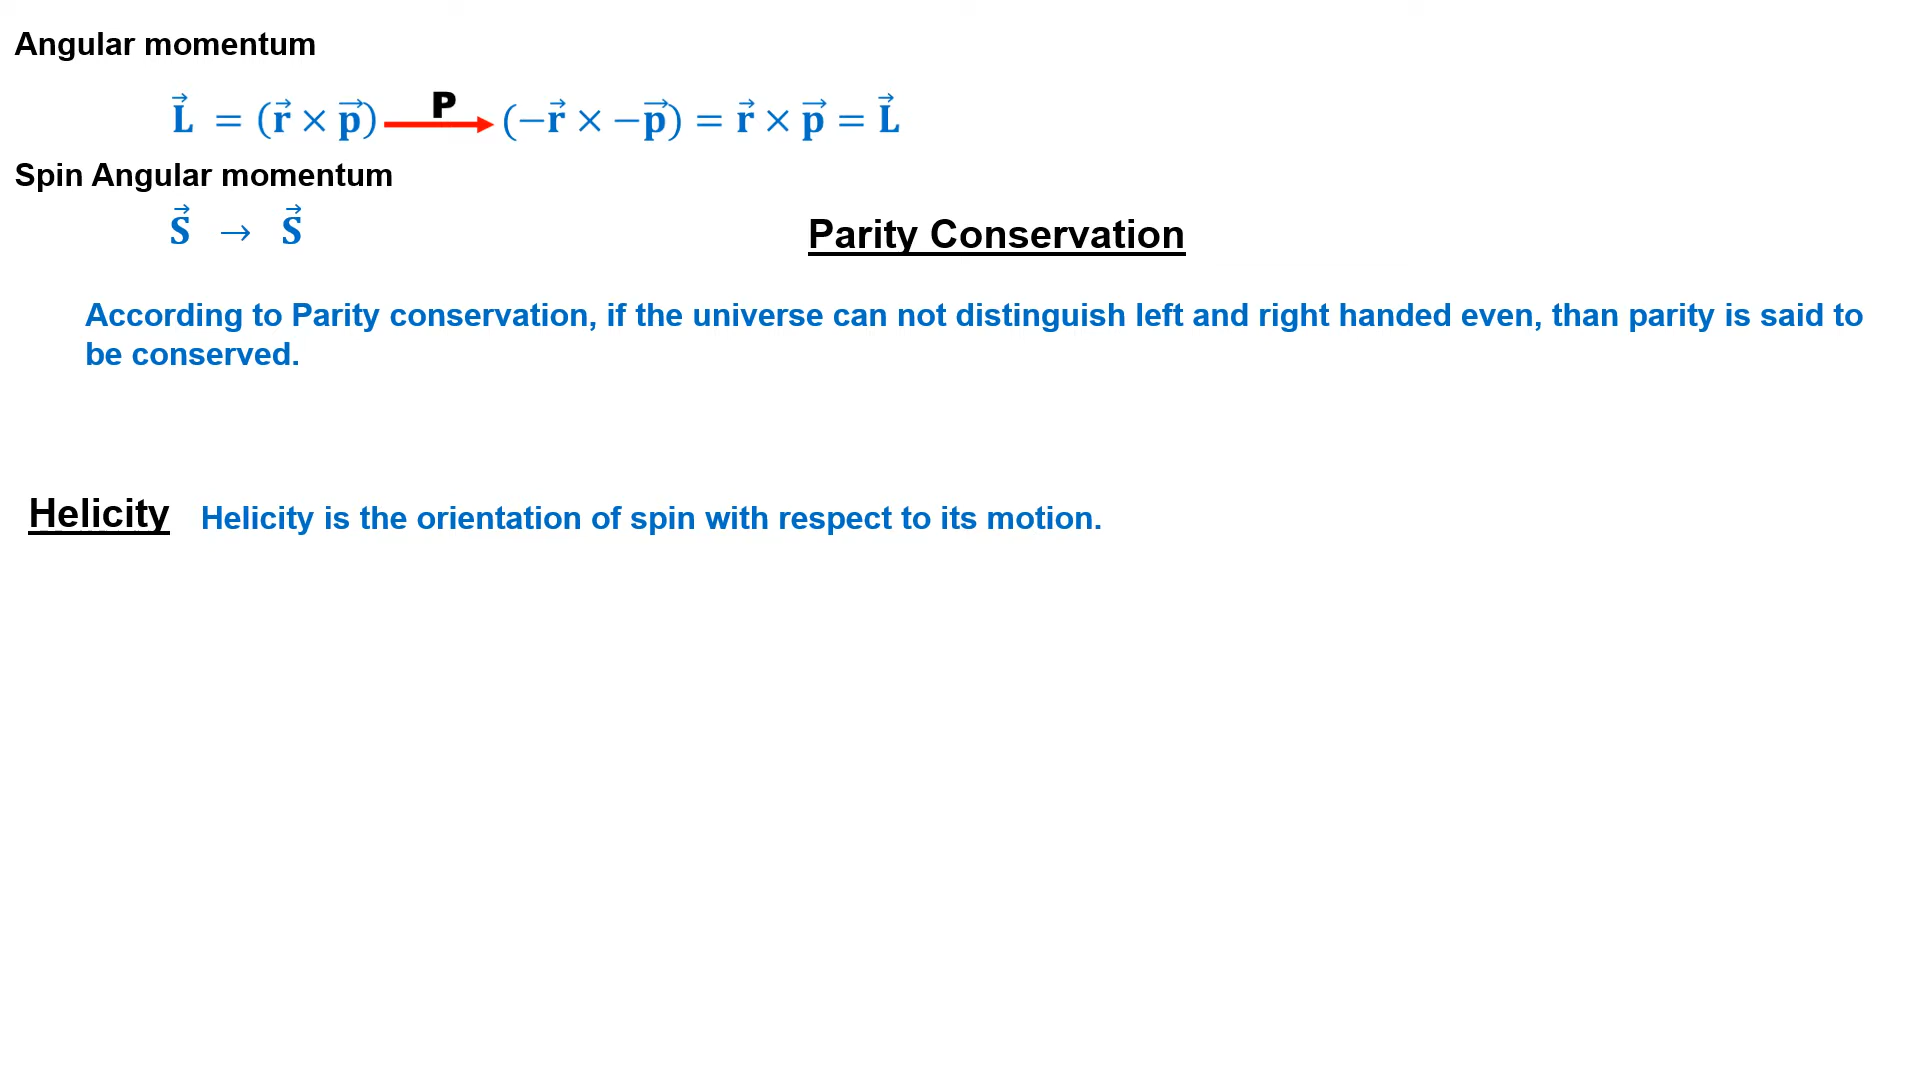 Angular momentum
L⃗ = (r⃗ × p⃗) P→ (−r⃗ × −p⃗) = r⃗ × p⃗ = L⃗
Spin Angular momentum
S⃗ → S⃗
Parity Conservation
According to Parity conservation, if the universe can not distinguish left and right handed even, than parity is said to
be conserved.
Helicity Helicity is the orientation of spin with respect to its motion.